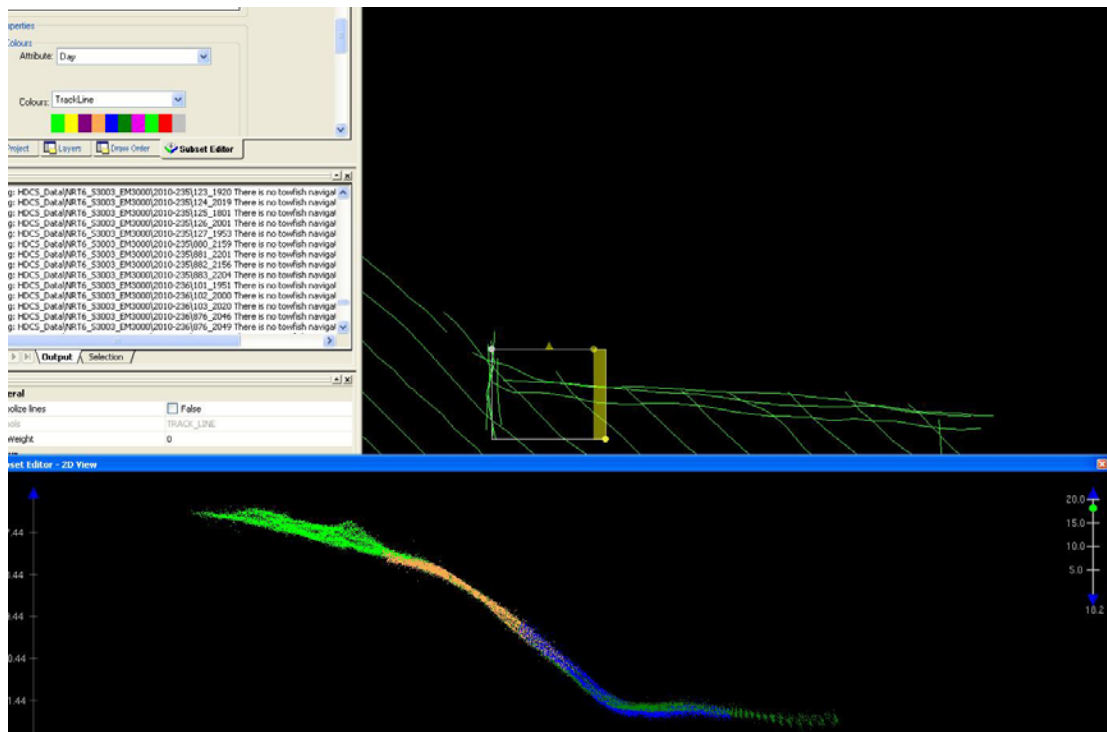 roperties
Colours
Attribute: Day
Colours: TrackLine
Project Layers Draw Order Subset Editor
g: HDCS_Data\NRT6_S3003_EM3000\2010-235\123_1920 There is no towfish navigat
g: HDCS_Data\NRT6_S3003_EM3000\2010-235\124_2019 There is no towfish navigat
g: HDCS_Data\NRT6_S3003_EM3000\2010-235\125_1801 There is no towfish navigat
g: HDCS_Data\NRT6_S3003_EM3000\2010-235\126_2001 There is no towfish navigat
g: HDCS_Data\NRT6_S3003_EM3000\2010-235\127_1953 There is no towfish navigat
g: HDCS_Data\NRT6_S3003_EM3000\2010-235\880_2159 There is no towfish navigat
g: HDCS_Data\NRT6_S3003_EM3000\2010-235\881_2201 There is no towfish navigat
g: HDCS_Data\NRT6_S3003_EM3000\2010-235\882_2156 There is no towfish navigat
g: HDCS_Data\NRT6_S3003_EM3000\2010-235\883_2204 There is no towfish navigat
g: HDCS_Data\NRT6_S3003_EM3000\2010-236\101_1951 There is no towfish navigat
g: HDCS_Data\NRT6_S3003_EM3000\2010-236\102_2000 There is no towfish navigat
g: HDCS_Data\NRT6_S3003_EM3000\2010-236\103_2020 There is no towfish navigat
g: HDCS_Data\NRT6_S3003_EM3000\2010-236\876_2046 There is no towfish navigat
g: HDCS_Data\NRT6_S3003_EM3000\2010-236\876_2049 There is no towfish navigat
Output Selection
neral
bolize lines False
bols TRACK_LINE
Weight 0
ubset Editor - 2D View
20.0
7.44
15.0
10.0
8.44
5.0
18.2
9.44
0.44
1.44